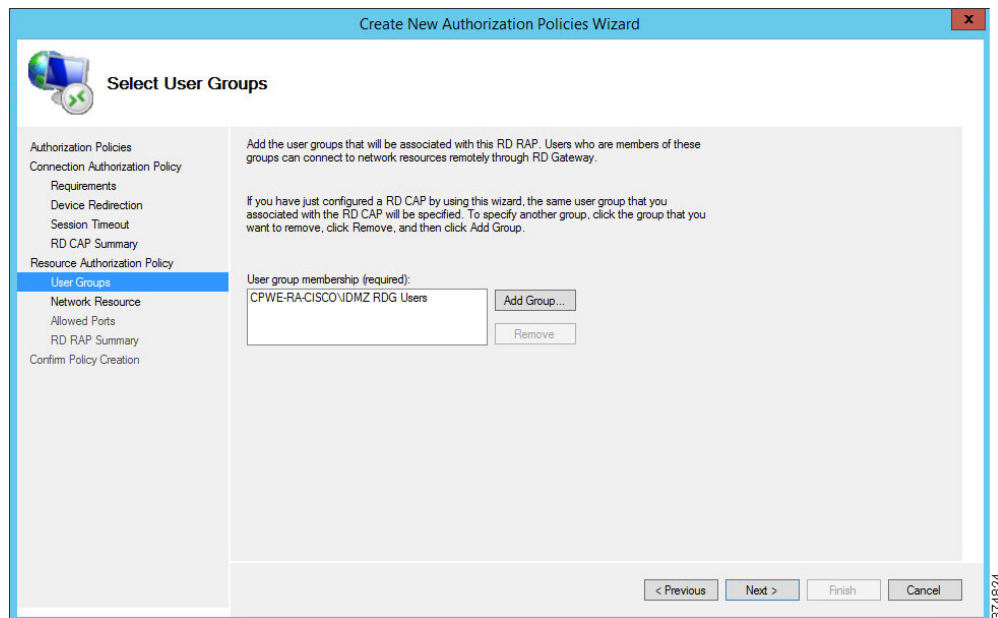 Create New Authorization Policies Wizard
x
Select User Groups
Authorization Policies
Connection Authorization Policy
Requirements
Device Redirection
Session Timeout
RD CAP Summary
Resource Authorization Policy
User Groups
Network Resource
Allowed Ports
RD RAP Summary
Confirm Policy Creation
Add the user groups that will be associated with this RD RAP. Users who are members of these
groups can connect to network resources remotely through RD Gateway.
If you have just configured a RD CAP by using this wizard, the same user group that you
associated with the RD CAP will be specified. To specify another group, click the group that you
want to remove, click Remove, and then click Add Group.
User group membership (required):
CPWE-RA-CISCO\IDMZ RDG Users
Add Group...
Remove
< Previous
Next >
Finish
Cancel
374824